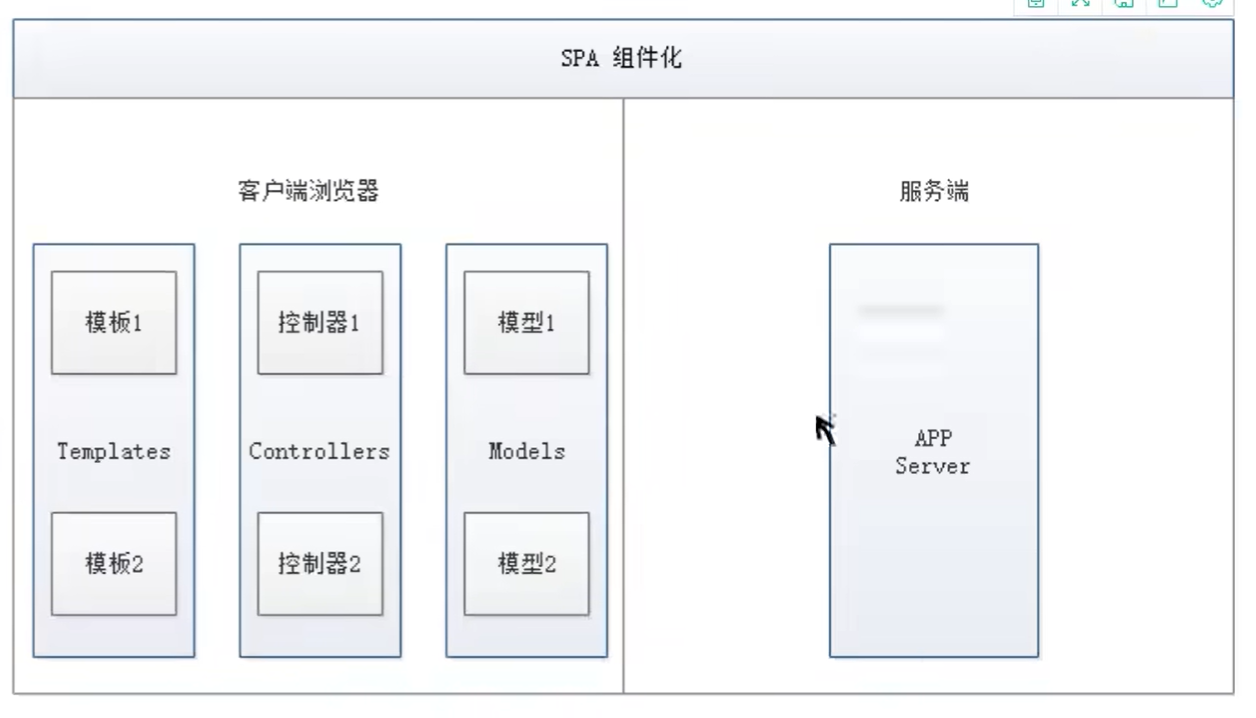 SPA 组件化
客户端浏览器
服务端
模板1
控制器1
模型1
Templates
Controllers
Models
APP
Server
模板2
控制器2
模型2